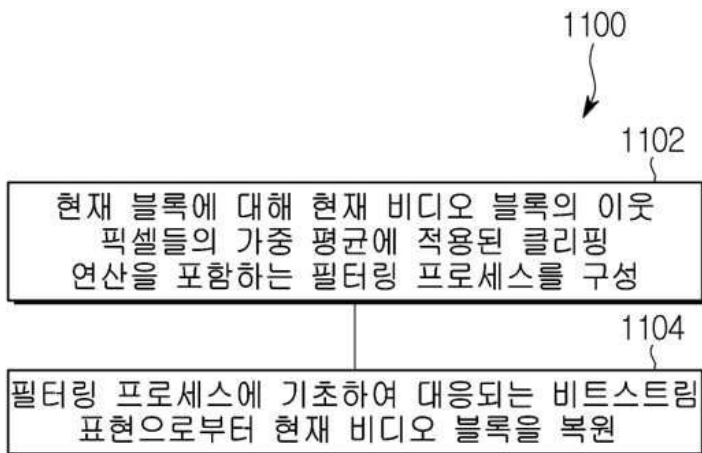 1100
1102
현재 블록에 대해 현재 비디오 블록의 이웃
픽셀들의 가중 평균에 적용된 클리핑
연산을 포함하는 필터링 프로세스를 구성
1104
필터링 프로세스에 기초하여 대응되는 비트스트림
표현으로부터 현재 비디오 블록을 복원